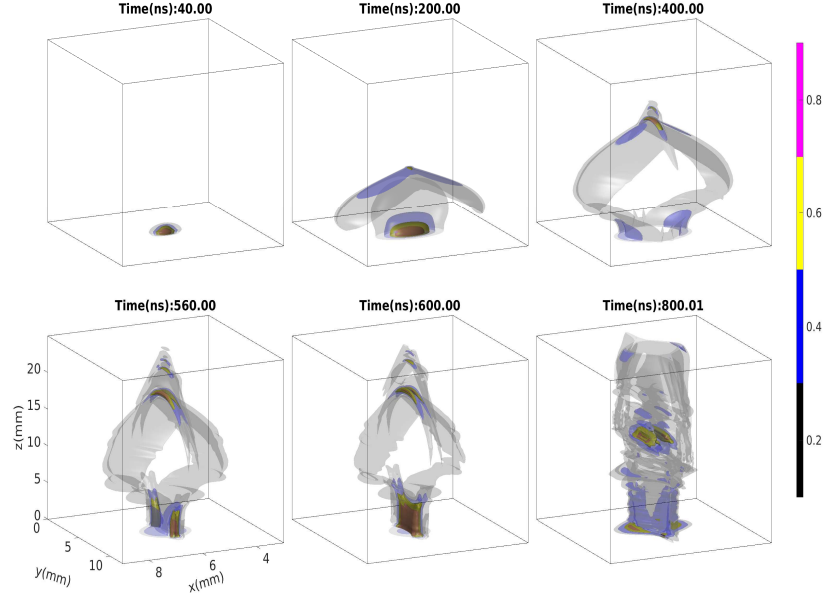 Time(ns):40.00
Time(ns):200.00
Time(ns):400.00
0.8
0.6
0.4
0.2
Time(ns):560.00
Time(ns):600.00
Time(ns):800.01
20
15
10
5
0
z(mm)
0
5
10
y(mm)
8
6
4
x(mm)